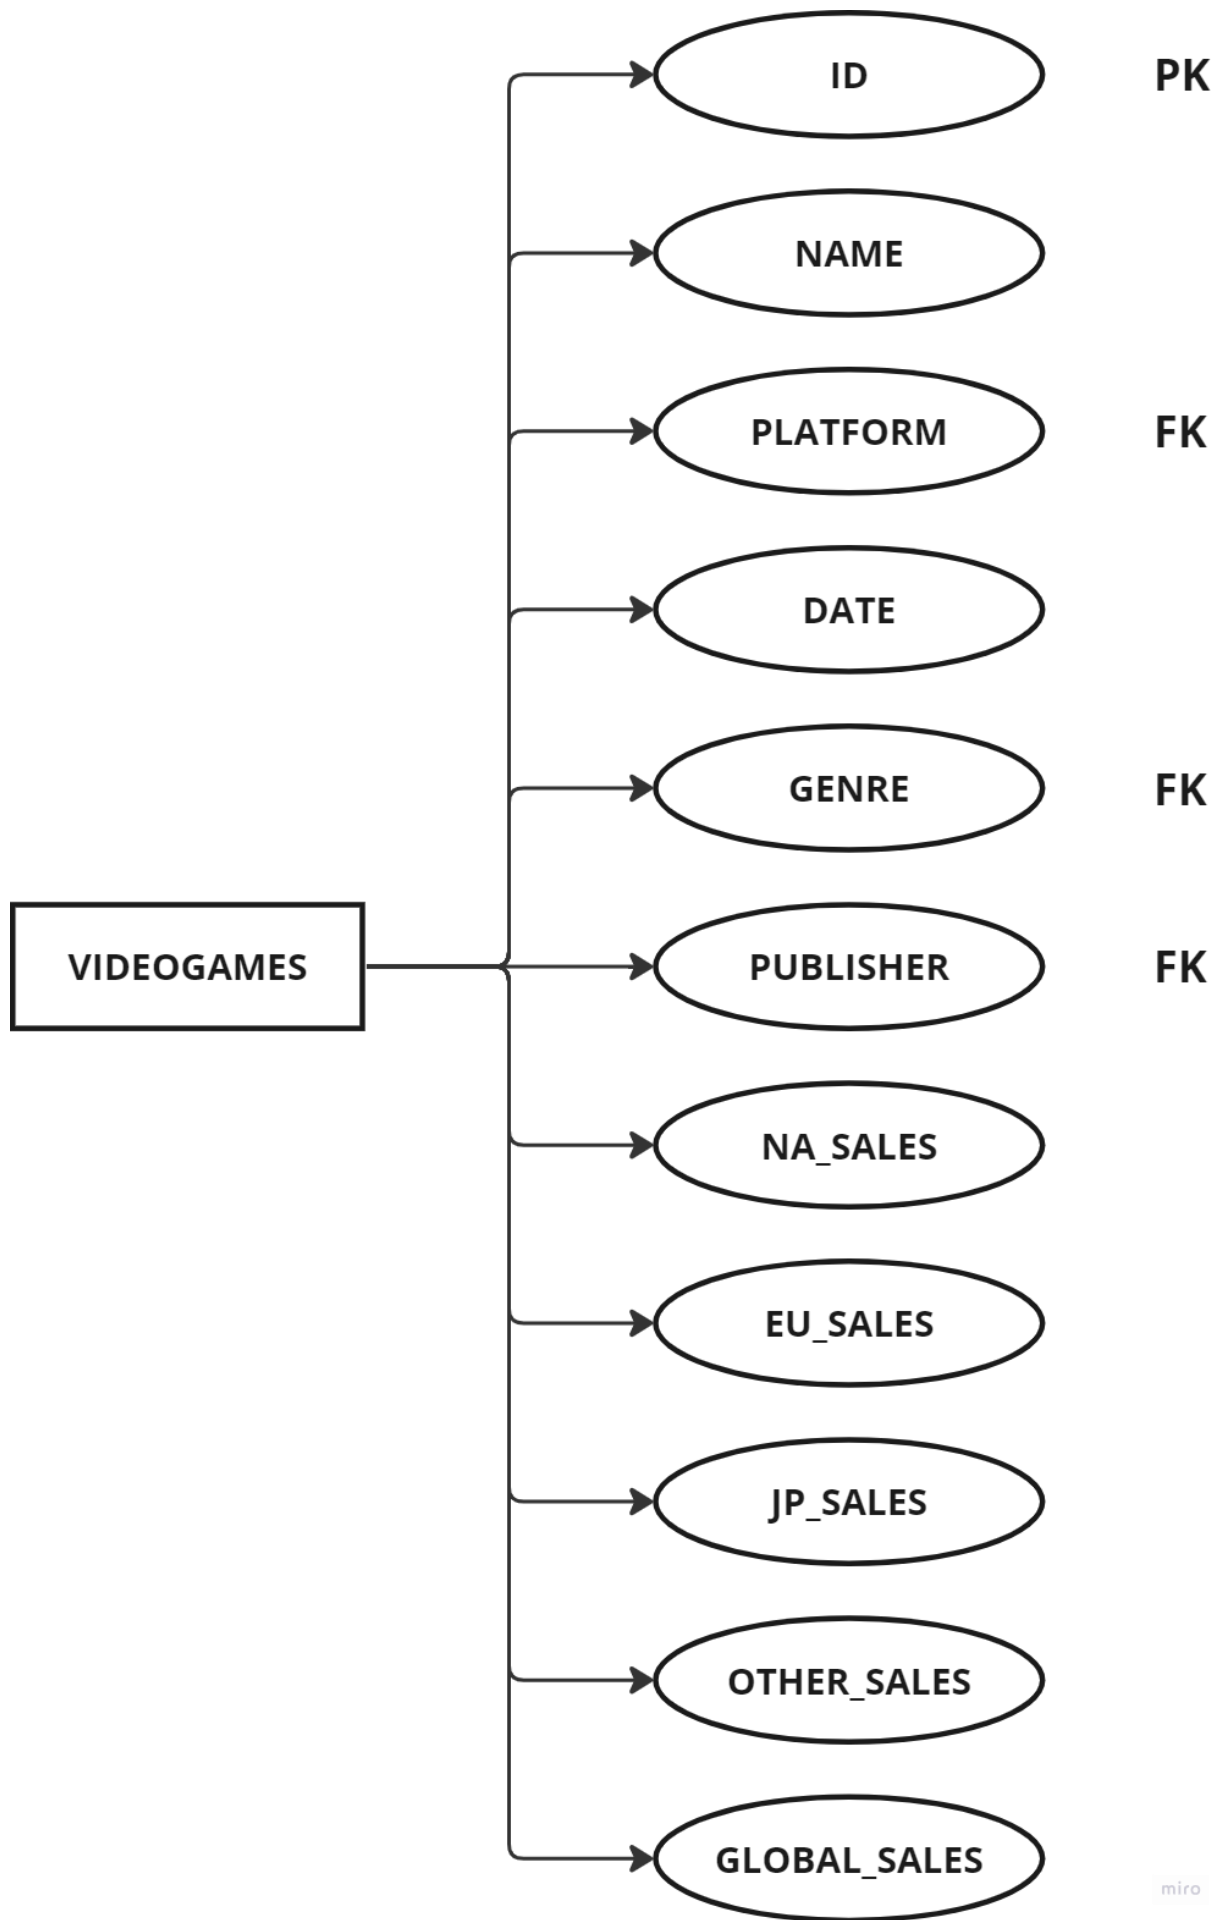 ID PK
NAME
PLATFORM FK
DATE
GENRE FK
VIDEOGAMES
PUBLISHER FK
NA_SALES
EU_SALES
JP_SALES
OTHER_SALES
GLOBAL_SALES
miro